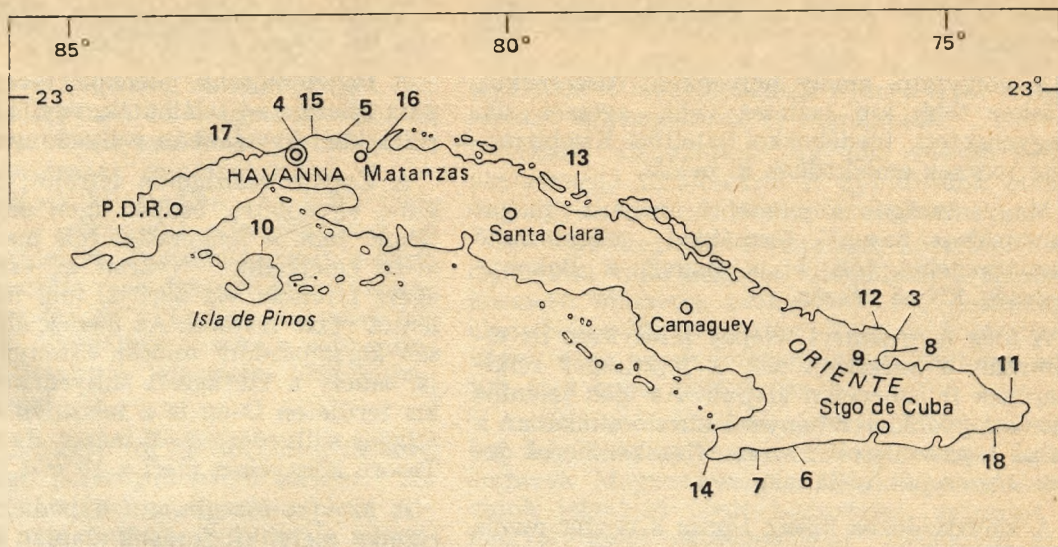 85°
80°
75°
23°
23°
4
15
5
16
17
13
HAVANNA
Matanzas
P.D.R.
10
Santa Clara
Isla de Pinos
Camaguey
12
3
8
9
ORIENTE
11
Stgo de Cuba
14
7
6
18